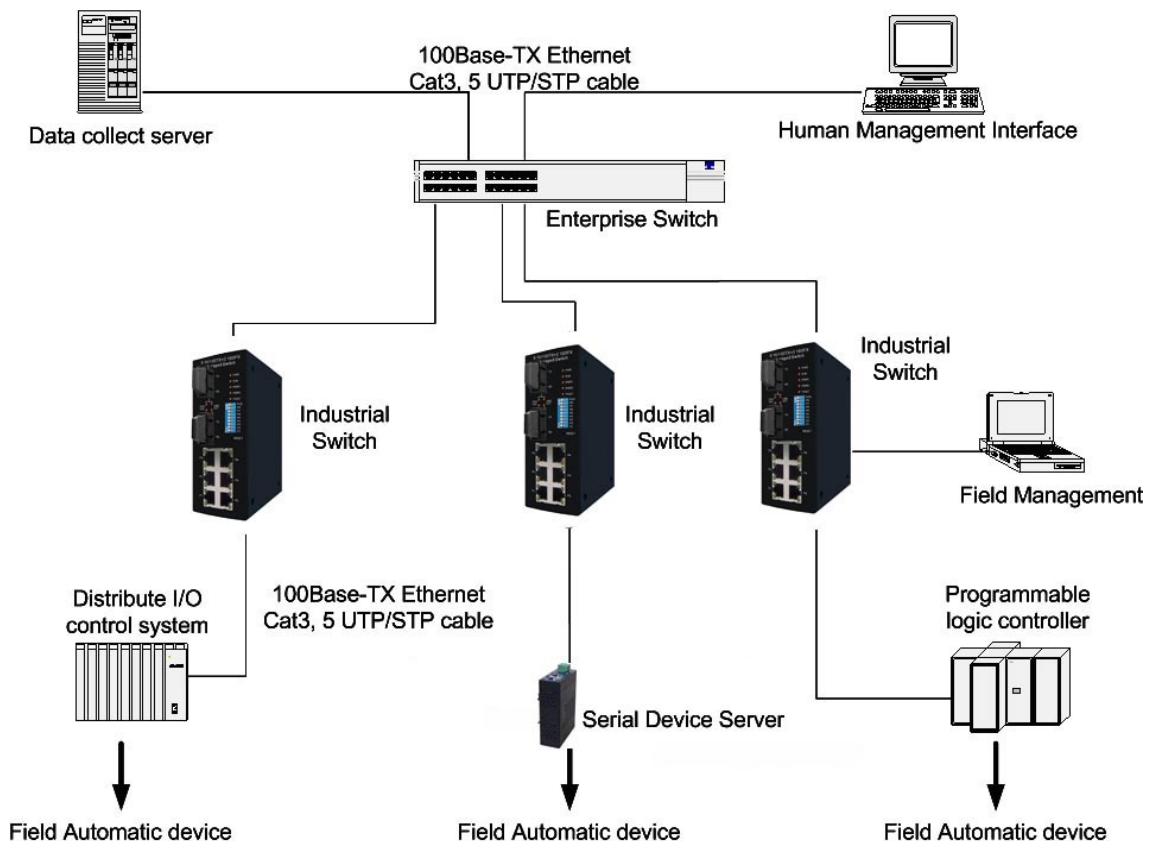 100Base-TX Ethernet
Cat3, 5 UTP/STP cable
Data collect server
Human Management Interface
Enterprise Switch
Industrial
Switch
Industrial
Switch
Industrial
Switch
Field Management
Distribute I/O
control system
100Base-TX Ethernet
Cat3, 5 UTP/STP cable
Programmable
logic controller
Serial Device Server
Field Automatic device
Field Automatic device
Field Automatic device